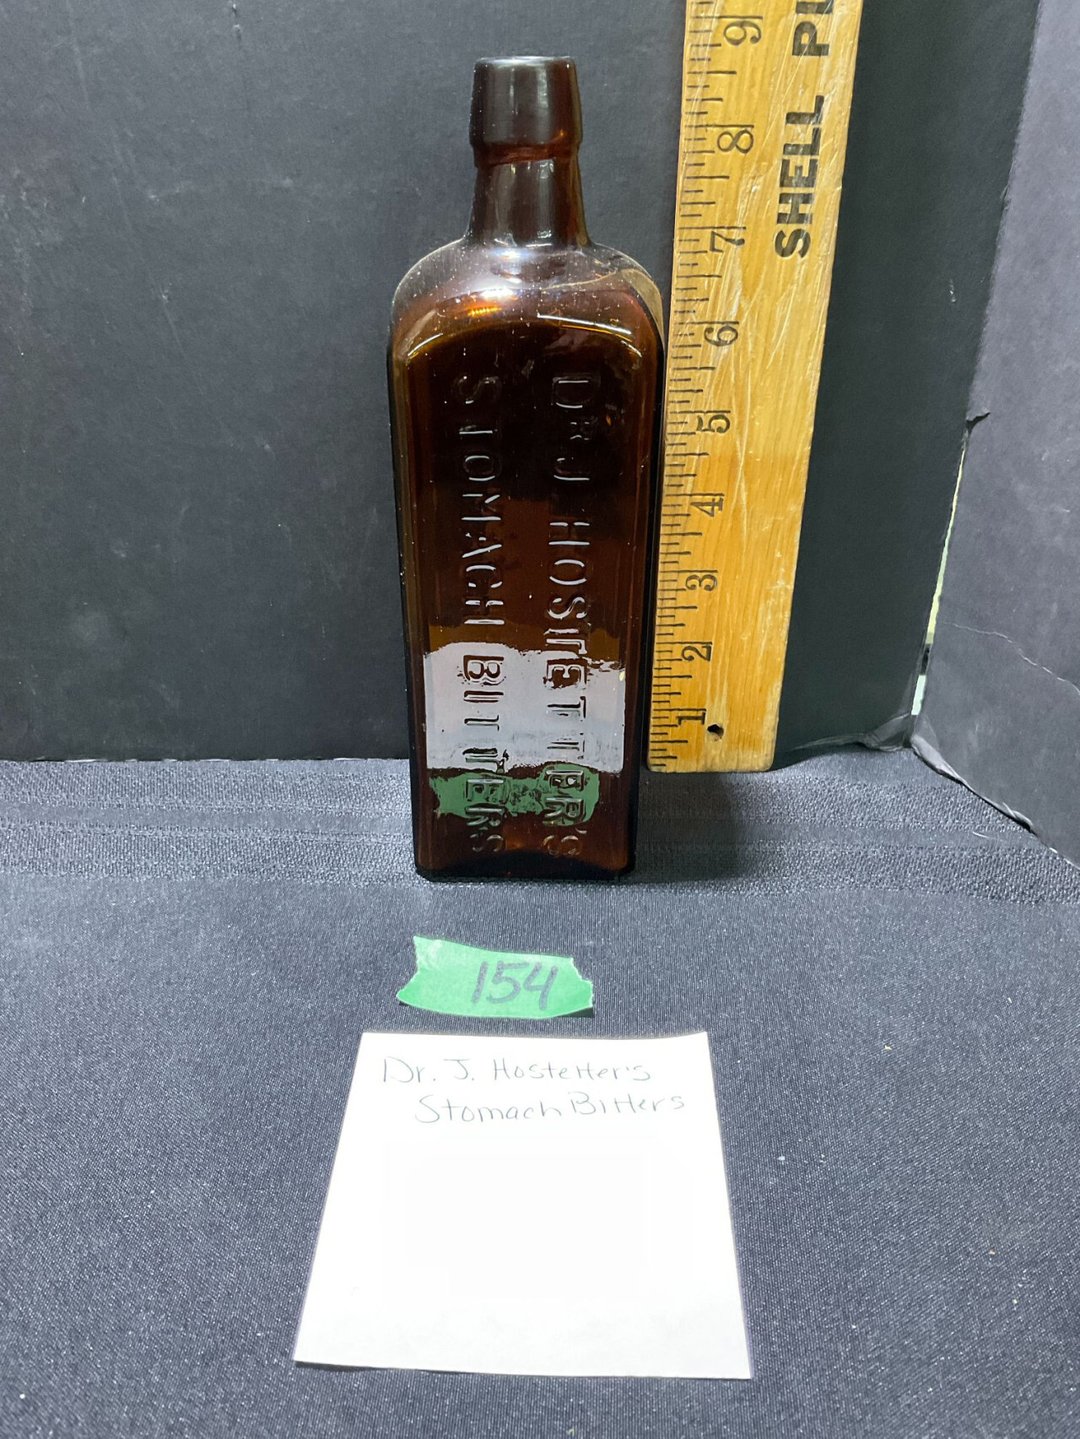 DR. J. HOSTETTER'S
STOMACH BITTERS
9
8
7
6
5
4
3
2
1
SHELL
154
Dr. J. Hostetter's
Stomach Bitters